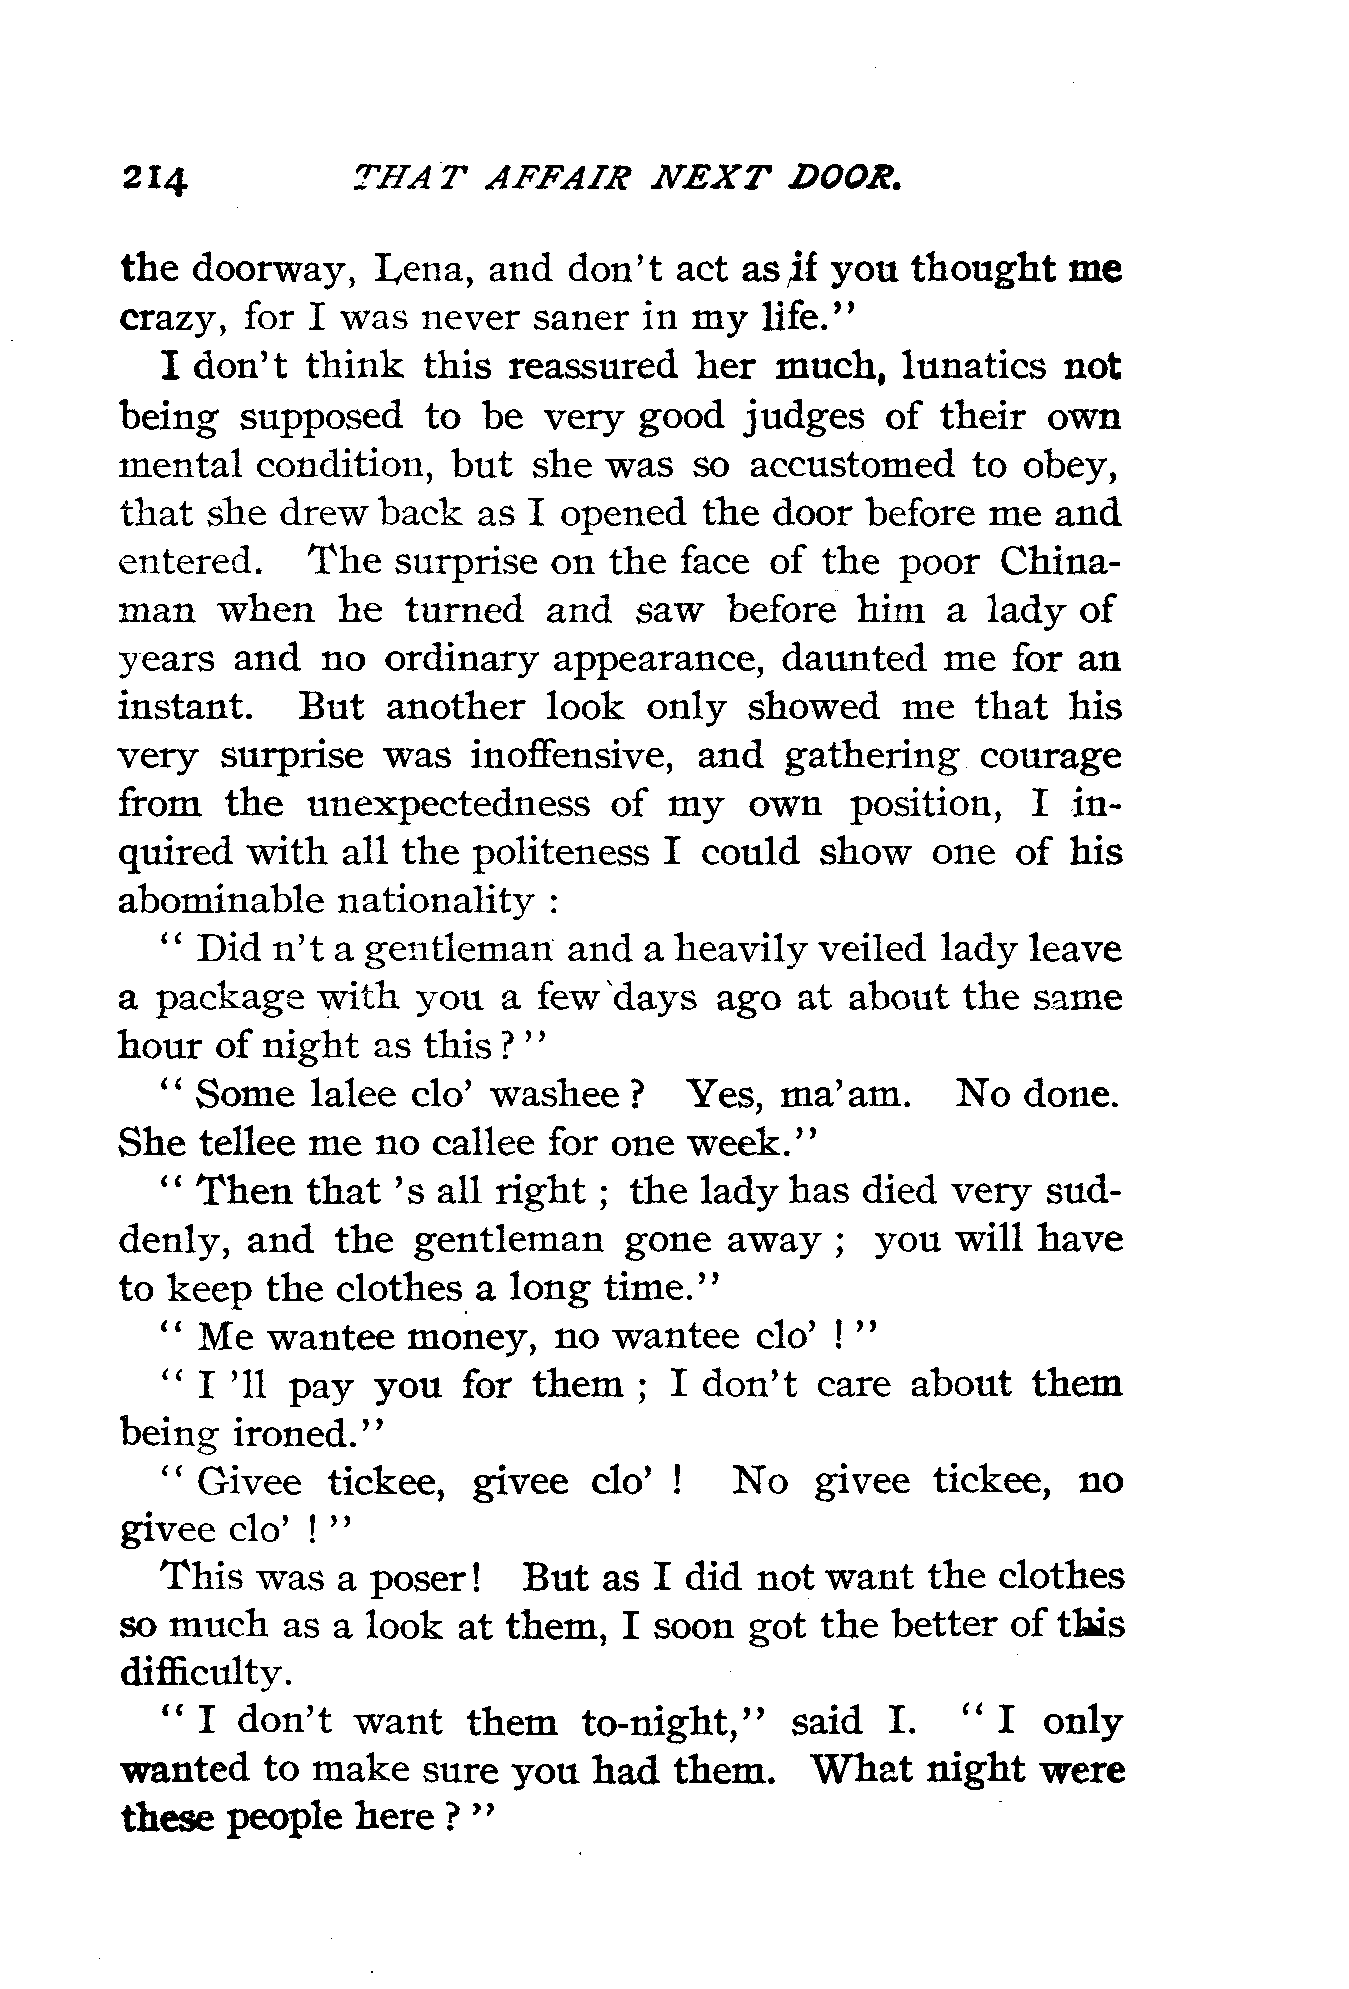 214 THAT AFFAIR NEXT DOOR.
the doorway, Lena, and don't act as if you thought me
crazy, for I was never saner in my life."
I don't think this reassured her much, lunatics not
being supposed to be very good judges of their own
mental condition, but she was so accustomed to obey,
that she drew back as I opened the door before me and
entered. The surprise on the face of the poor China-
man when he turned and saw before him a lady of
years and no ordinary appearance, daunted me for an
instant. But another look only showed me that his
very surprise was inoffensive, and gathering courage
from the unexpectedness of my own position, I in-
quired with all the politeness I could show one of his
abominable nationality :
" Did n't a gentleman and a heavily veiled lady leave
a package with you a few days ago at about the same
hour of night as this ? "
" Some lalee clo' washee ? Yes, ma'am. No done.
She tellee me no callee for one week."
" Then that 's all right ; the lady has died very sud-
denly, and the gentleman gone away ; you will have
to keep the clothes a long time."
" Me wantee money, no wantee clo' ! "
" I 'll pay you for them ; I don't care about them
being ironed."
" Givee tickee, givee clo' ! No givee tickee, no
givee clo' ! "
This was a poser! But as I did not want the clothes
so much as a look at them, I soon got the better of this
difficulty.
" I don't want them to-night," said I. " I only
wanted to make sure you had them. What night were
these people here ? "